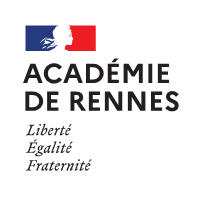 ACADÉMIE
DE RENNES
Liberté
Égalité
Fraternité